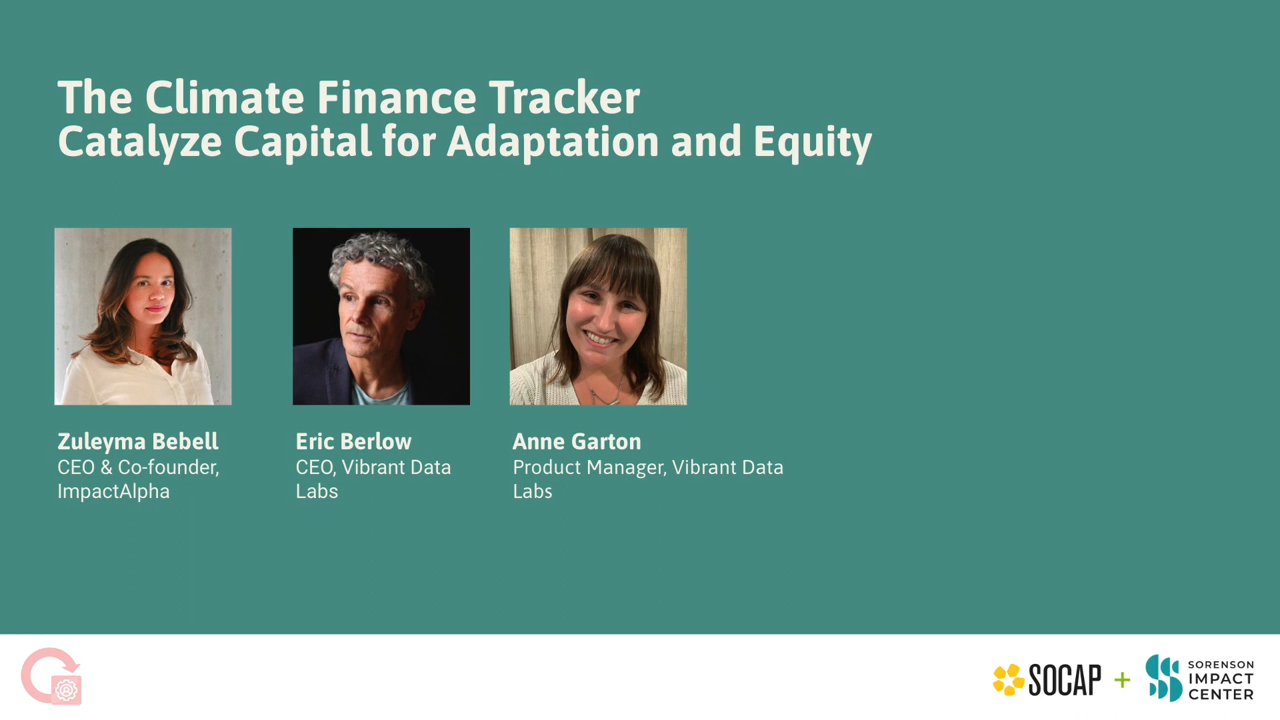 The Climate Finance Tracker
Catalyze Capital for Adaptation and Equity
Zuleyma Bebell
CEO & Co-founder,
ImpactAlpha
Eric Berlow
CEO, Vibrant Data
Labs
Anne Garton
Product Manager, Vibrant Data
Labs
SOCAP +
SORENSON
IMPACT
CENTER